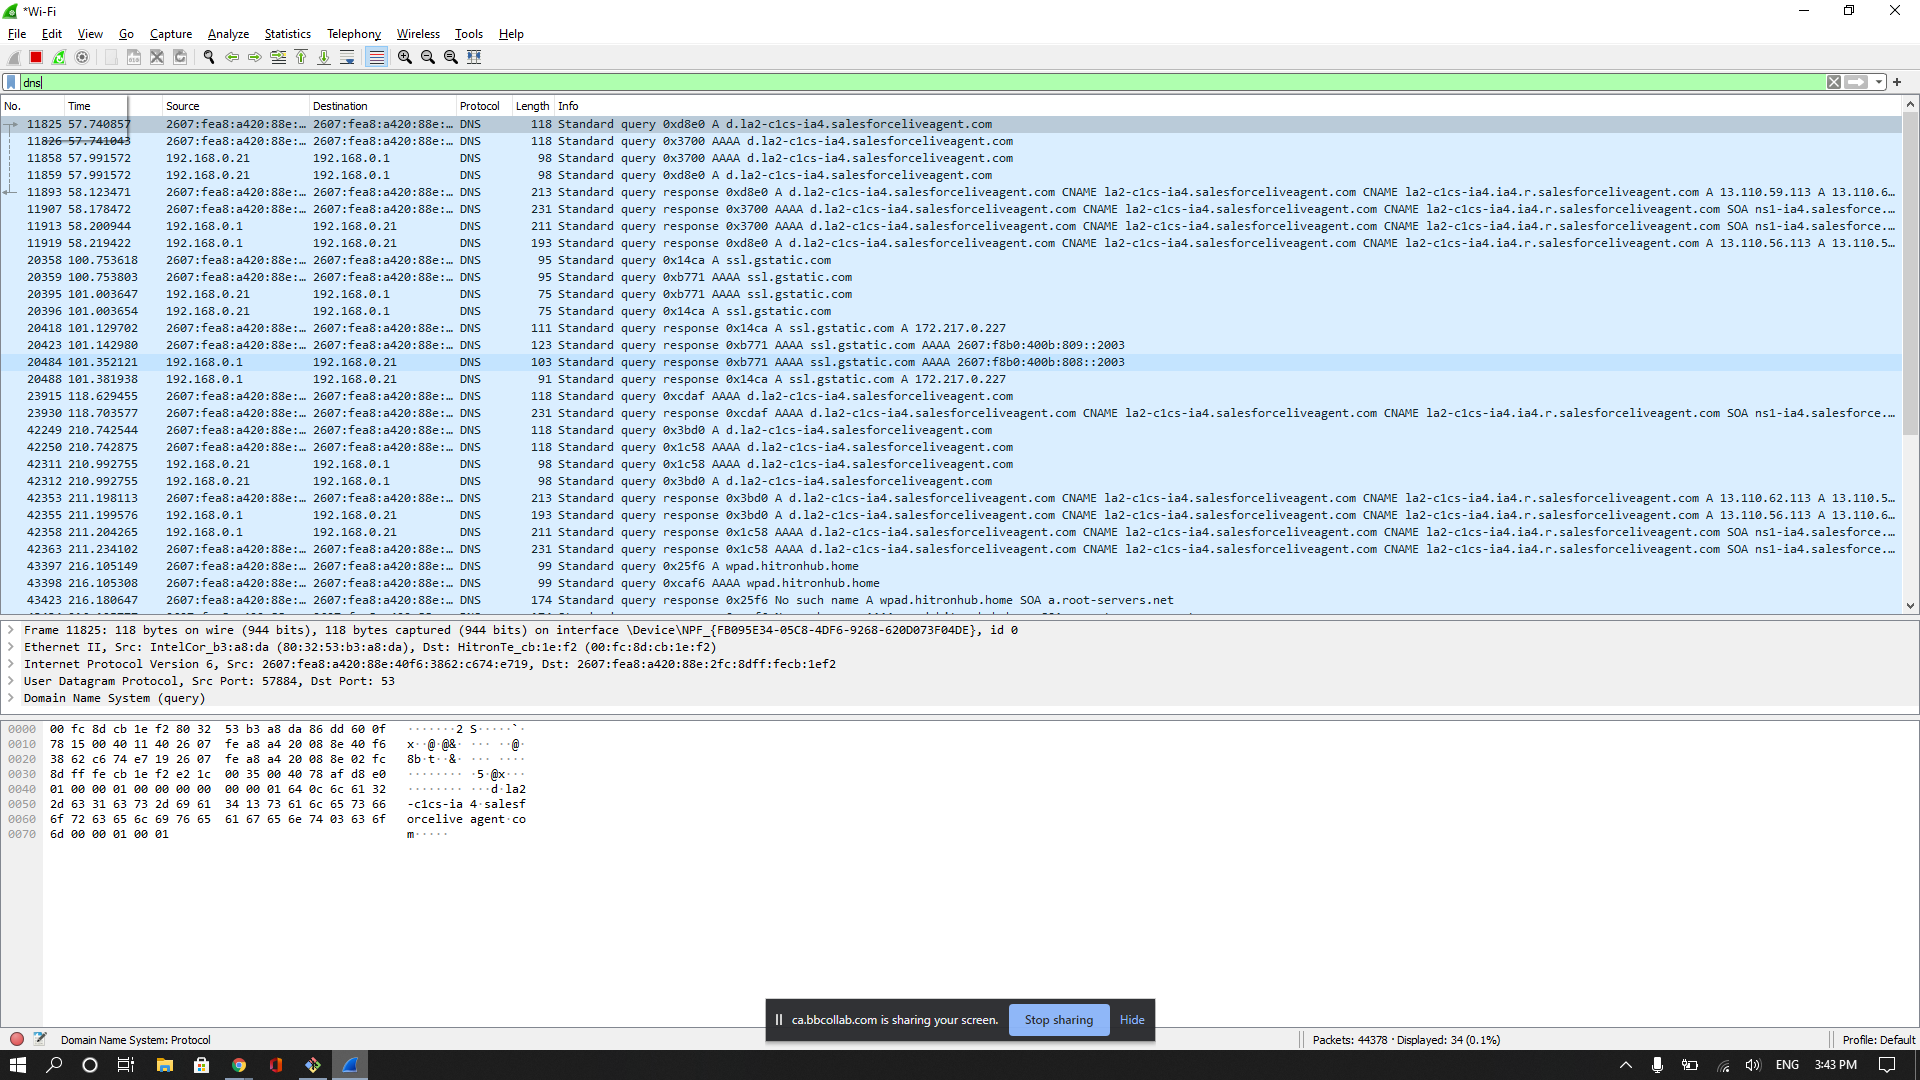 *Wi-Fi
File Edit View Go Capture Analyze Statistics Telephony Wireless Tools Help
dns
No. Time Source Destination Protocol Length Info
11825 57.740857 2607:fea8:a420:88e:… 2607:fea8:a420:88e:… DNS 118 Standard query 0xd8e0 A d.la2-c1cs-ia4.salesforceliveagent.com
11826 57.741043 2607:fea8:a420:88e:… 2607:fea8:a420:88e:… DNS 118 Standard query 0x3700 AAAA d.la2-c1cs-ia4.salesforceliveagent.com
11858 57.991572 192.168.0.21 192.168.0.1 DNS 98 Standard query 0x3700 AAAA d.la2-c1cs-ia4.salesforceliveagent.com
11859 57.991572 192.168.0.21 192.168.0.1 DNS 98 Standard query 0xd8e0 A d.la2-c1cs-ia4.salesforceliveagent.com
11893 58.123471 2607:fea8:a420:88e:… 2607:fea8:a420:88e:… DNS 213 Standard query response 0xd8e0 A d.la2-c1cs-ia4.salesforceliveagent.com CNAME la2-c1cs-ia4.salesforceliveagent.com CNAME la2-c1cs-ia4.ia4.r.salesforceliveagent.com A 13.110.59.113 A 13.110.6…
11907 58.178472 2607:fea8:a420:88e:… 2607:fea8:a420:88e:… DNS 231 Standard query response 0x3700 AAAA d.la2-c1cs-ia4.salesforceliveagent.com CNAME la2-c1cs-ia4.salesforceliveagent.com CNAME la2-c1cs-ia4.ia4.r.salesforceliveagent.com SOA ns1-ia4.salesforce.…
11913 58.200944 192.168.0.1 192.168.0.21 DNS 211 Standard query response 0x3700 AAAA d.la2-c1cs-ia4.salesforceliveagent.com CNAME la2-c1cs-ia4.salesforceliveagent.com CNAME la2-c1cs-ia4.ia4.r.salesforceliveagent.com SOA ns1-ia4.salesforce.…
11919 58.219422 192.168.0.1 192.168.0.21 DNS 193 Standard query response 0xd8e0 A d.la2-c1cs-ia4.salesforceliveagent.com CNAME la2-c1cs-ia4.salesforceliveagent.com CNAME la2-c1cs-ia4.ia4.r.salesforceliveagent.com A 13.110.56.113 A 13.110.5…
20358 100.753618 2607:fea8:a420:88e:… 2607:fea8:a420:88e:… DNS 95 Standard query 0x14ca A ssl.gstatic.com
20359 100.753803 2607:fea8:a420:88e:… 2607:fea8:a420:88e:… DNS 95 Standard query 0xb771 AAAA ssl.gstatic.com
20395 101.003647 192.168.0.21 192.168.0.1 DNS 75 Standard query 0xb771 AAAA ssl.gstatic.com
20396 101.003654 192.168.0.21 192.168.0.1 DNS 75 Standard query 0x14ca A ssl.gstatic.com
20418 101.129702 2607:fea8:a420:88e:… 2607:fea8:a420:88e:… DNS 111 Standard query response 0x14ca A ssl.gstatic.com A 172.217.0.227
20423 101.142980 2607:fea8:a420:88e:… 2607:fea8:a420:88e:… DNS 123 Standard query response 0xb771 AAAA ssl.gstatic.com AAAA 2607:f8b0:400b:809::2003
20484 101.352121 192.168.0.1 192.168.0.21 DNS 103 Standard query response 0xb771 AAAA ssl.gstatic.com AAAA 2607:f8b0:400b:808::2003
20488 101.381938 192.168.0.1 192.168.0.21 DNS 91 Standard query response 0x14ca A ssl.gstatic.com A 172.217.0.227
23915 118.629455 2607:fea8:a420:88e:… 2607:fea8:a420:88e:… DNS 118 Standard query 0xcdaf AAAA d.la2-c1cs-ia4.salesforceliveagent.com
23930 118.703577 2607:fea8:a420:88e:… 2607:fea8:a420:88e:… DNS 231 Standard query response 0xcdaf AAAA d.la2-c1cs-ia4.salesforceliveagent.com CNAME la2-c1cs-ia4.salesforceliveagent.com CNAME la2-c1cs-ia4.ia4.r.salesforceliveagent.com SOA ns1-ia4.salesforce.…
42249 210.742544 2607:fea8:a420:88e:… 2607:fea8:a420:88e:… DNS 118 Standard query 0x3bd0 A d.la2-c1cs-ia4.salesforceliveagent.com
42250 210.742875 2607:fea8:a420:88e:… 2607:fea8:a420:88e:… DNS 118 Standard query 0x1c58 AAAA d.la2-c1cs-ia4.salesforceliveagent.com
42311 210.992755 192.168.0.21 192.168.0.1 DNS 98 Standard query 0x1c58 AAAA d.la2-c1cs-ia4.salesforceliveagent.com
42312 210.992755 192.168.0.21 192.168.0.1 DNS 98 Standard query 0x3bd0 A d.la2-c1cs-ia4.salesforceliveagent.com
42353 211.198113 2607:fea8:a420:88e:… 2607:fea8:a420:88e:… DNS 213 Standard query response 0x3bd0 A d.la2-c1cs-ia4.salesforceliveagent.com CNAME la2-c1cs-ia4.salesforceliveagent.com CNAME la2-c1cs-ia4.ia4.r.salesforceliveagent.com A 13.110.62.113 A 13.110.5…
42355 211.199576 192.168.0.1 192.168.0.21 DNS 193 Standard query response 0x3bd0 A d.la2-c1cs-ia4.salesforceliveagent.com CNAME la2-c1cs-ia4.salesforceliveagent.com CNAME la2-c1cs-ia4.ia4.r.salesforceliveagent.com A 13.110.56.113 A 13.110.6…
42358 211.204265 192.168.0.1 192.168.0.21 DNS 211 Standard query response 0x1c58 AAAA d.la2-c1cs-ia4.salesforceliveagent.com CNAME la2-c1cs-ia4.salesforceliveagent.com CNAME la2-c1cs-ia4.ia4.r.salesforceliveagent.com SOA ns1-ia4.salesforce.…
42363 211.234102 2607:fea8:a420:88e:… 2607:fea8:a420:88e:… DNS 231 Standard query response 0x1c58 AAAA d.la2-c1cs-ia4.salesforceliveagent.com CNAME la2-c1cs-ia4.salesforceliveagent.com CNAME la2-c1cs-ia4.ia4.r.salesforceliveagent.com SOA ns1-ia4.salesforce.…
43397 216.105149 2607:fea8:a420:88e:… 2607:fea8:a420:88e:… DNS 99 Standard query 0x25f6 A wpad.hitronhub.home
43398 216.105308 2607:fea8:a420:88e:… 2607:fea8:a420:88e:… DNS 99 Standard query 0xcaf6 AAAA wpad.hitronhub.home
43423 216.180647 2607:fea8:a420:88e:… 2607:fea8:a420:88e:… DNS 174 Standard query response 0x25f6 No such name A wpad.hitronhub.home SOA a.root-servers.net
Frame 11825: 118 bytes on wire (944 bits), 118 bytes captured (944 bits) on interface \Device\NPF_{FB095E34-05C8-4DF6-9268-620D073F04DE}, id 0
Ethernet II, Src: IntelCor_b3:a8:da (80:32:53:b3:a8:da), Dst: HitronTe_cb:1e:f2 (00:fc:8d:cb:1e:f2)
Internet Protocol Version 6, Src: 2607:fea8:a420:88e:40f6:3862:c674:e719, Dst: 2607:fea8:a420:88e:2fc:8dff:fecb:1ef2
User Datagram Protocol, Src Port: 57884, Dst Port: 53
Domain Name System (query)
0000 00 fc 8d cb 1e f2 80 32 53 b3 a8 da 86 dd 60 0f ·······2 S·····`·
0010 78 15 00 40 11 40 26 07 fe a8 a4 20 08 8e 40 f6 x··@·@&· ··· ··@·
0020 38 62 c6 74 e7 19 26 07 fe a8 a4 20 08 8e 02 fc 8b·t··&· ··· ····
0030 8d ff fe cb 1e f2 e2 1c 00 35 00 40 78 af d8 e0 ········ ·5·@x···
0040 01 00 00 01 00 00 00 00 00 00 01 64 0c 6c 61 32 ········ ···d·la2
0050 2d 63 31 63 73 2d 69 61 34 13 73 61 6c 65 73 66 -c1cs-ia 4·salesf
0060 6f 72 63 65 6c 69 76 65 61 67 65 6e 74 03 63 6f orcelive agent·co
0070 6d 00 00 01 00 01 m·····
ca.bbcollab.com is sharing your screen. Stop sharing Hide
Domain Name System: Protocol Packets: 44378 · Displayed: 34 (0.1%) Profile: Default
ENG 3:43 PM